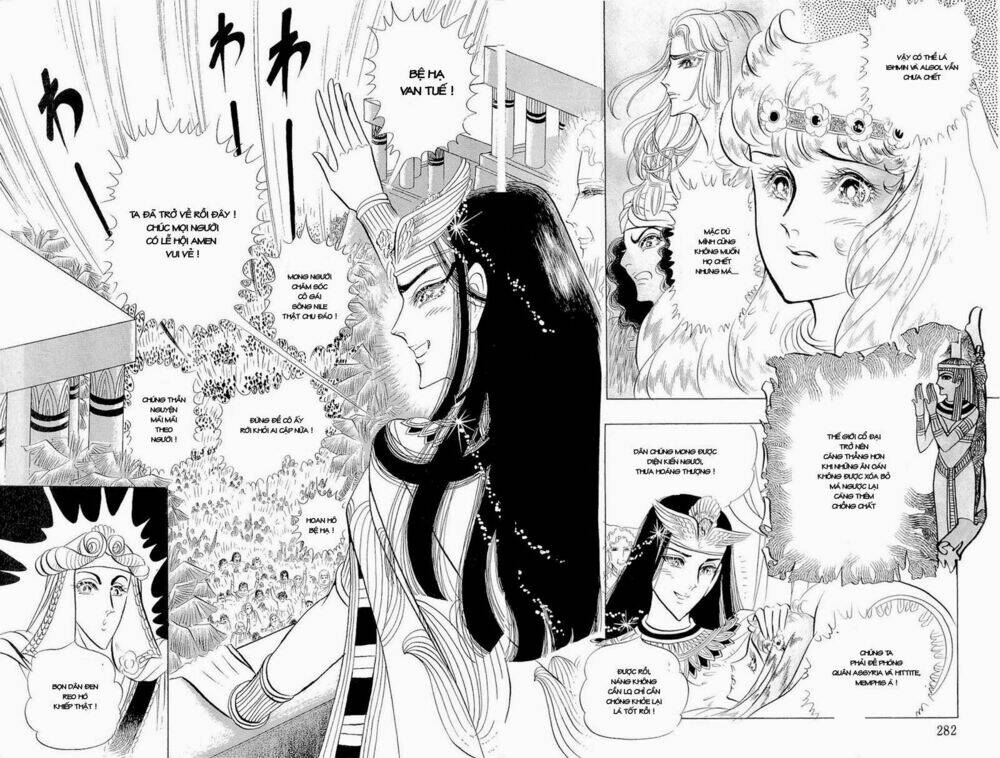 VẬY CÓ THỂ LÀ
ISHMIN VÀ ALGOL VẪN
CHƯA CHẾT
MẶC DÙ
MÌNH CŨNG
KHÔNG MUỐN
HỌ CHẾT
NHƯNG MÀ....
THẾ GIỚI CỔ ĐẠI
TRỞ NÊN
CĂNG THẲNG HƠN
KHI NHỮNG ÂN OÁN
KHÔNG ĐƯỢC XÓA BỎ
MÀ NGƯỢC LẠI
CÀNG THÊM
CHỒNG CHẤT
DÂN CHÚNG MONG ĐƯỢC
DIỆN KIẾN NGƯỜI,
THƯA HOÀNG THƯỢNG !
CHÚNG TA
PHẢI ĐỀ PHÒNG
QUÂN ASSYRIA VÀ HITTITE,
MEMPHIS À !
ĐƯỢC RỒI,
NÀNG KHÔNG
CẦN LO, CHỈ CẦN
CHÓNG KHỎE LẠI
LÀ TỐT RỒI !
282
わー
わー
わー
BỆ HẠ
VẠN TUẾ !
TA ĐÃ TRỞ VỀ RỒI ĐÂY !
CHÚC MỌI NGƯỜI
CÓ LỄ HỘI AMEN
VUI VẺ !
MONG NGƯỜI
CHĂM SÓC
CÔ GÁI
SÔNG NILE
THẬT CHU ĐÁO !
CHÚNG THẦN
NGUYỆN
MÃI MÃI
THEO
NGƯỜI !
ĐỪNG ĐỂ CÔ ẤY
RỜI KHỎI AI CẬP NỮA !
HOAN HÔ
BỆ HẠ !
BỌN DÂN ĐEN
REO HÒ
KHIẾP THẬT !